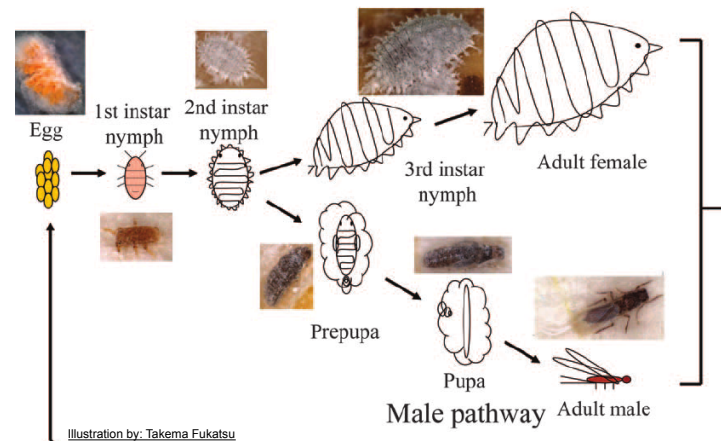 Egg
1st instar
nymph
2nd instar
nymph
3rd instar
nymph
Adult female
Prepupa
Pupa
Male pathway
Adult male
Illustration by: Takema Fukatsu